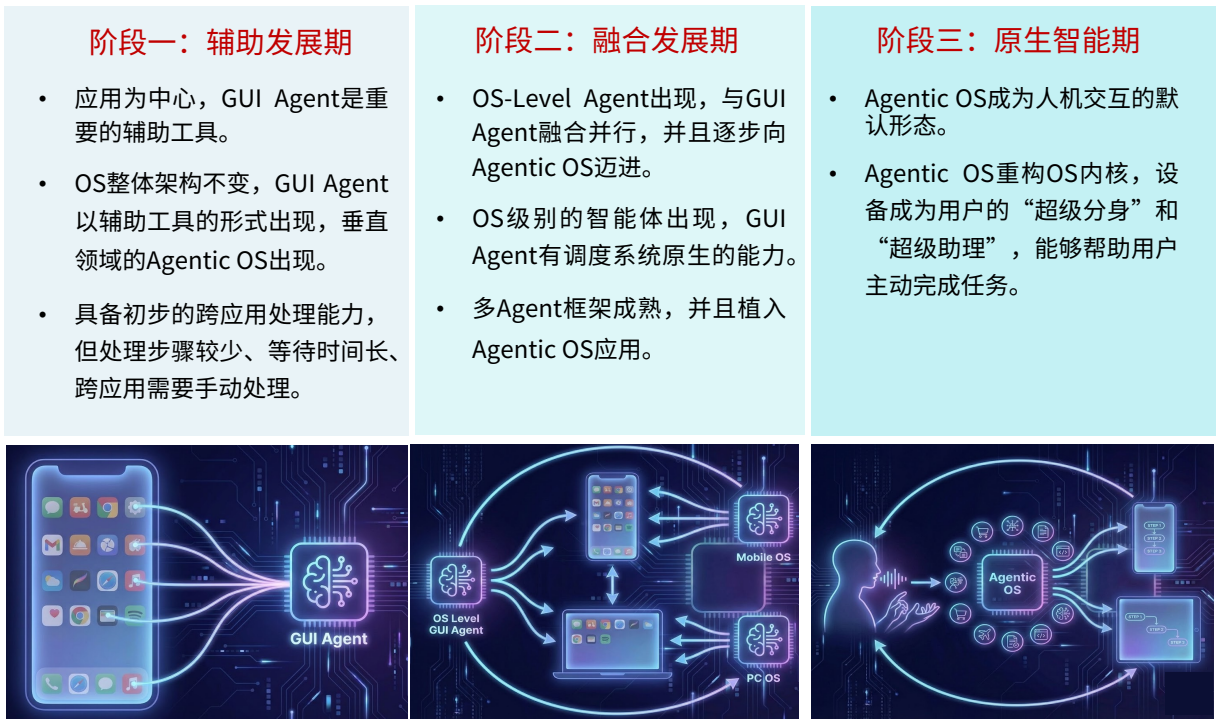 阶段一：辅助发展期
• 应用为中心，GUI Agent是重
要的辅助工具。
• OS整体架构不变，GUI Agent
以辅助工具的形式出现，垂直
领域的Agentic OS出现。
• 具备初步的跨应用处理能力，
但处理步骤较少、等待时间长、
跨应用需要手动处理。
阶段二：融合发展期
• OS-Level Agent出现，与GUI
Agent融合并行，并且逐步向
Agentic OS迈进。
• OS级别的智能体出现，GUI
Agent有调度系统原生的能力。
• 多Agent框架成熟，并且植入
Agentic OS应用。
阶段三：原生智能期
• Agentic OS成为人机交互的默
认形态。
• Agentic OS重构OS内核，设
备成为用户的“超级分身”和
“超级助理”，能够帮助用户
主动完成任务。
GUI Agent
OS Level
GUI Agent
Mobile OS
PC OS
Agentic
OS
STEP 1
STEP 2
STEP 3
STEP 1
STEP 2
STEP 3